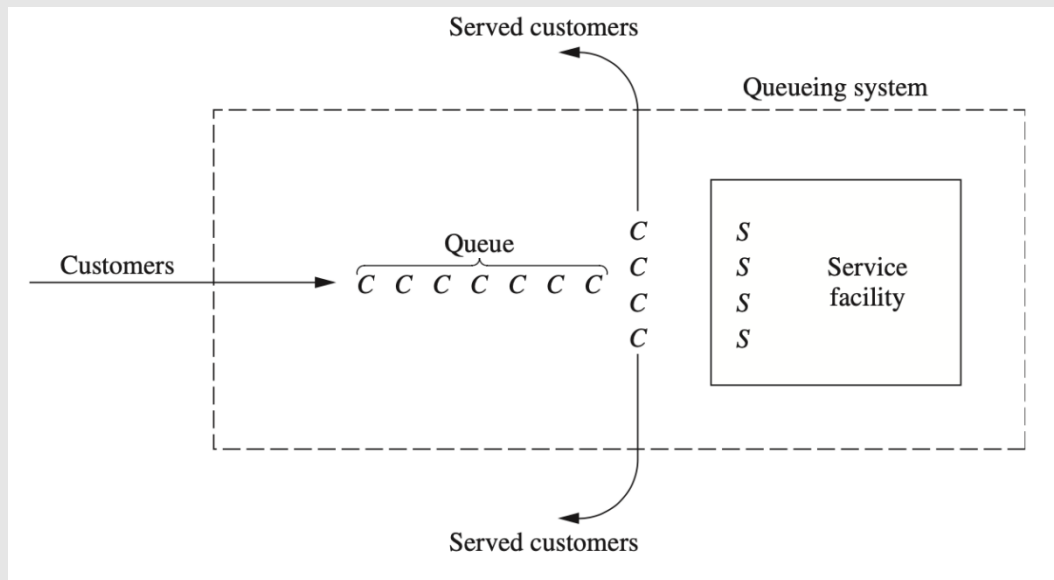 Served customers
Queueing system
Customers
Queue
C C C C C C C
C
C
C
C
S
S
S
S
Service
facility
Served customers